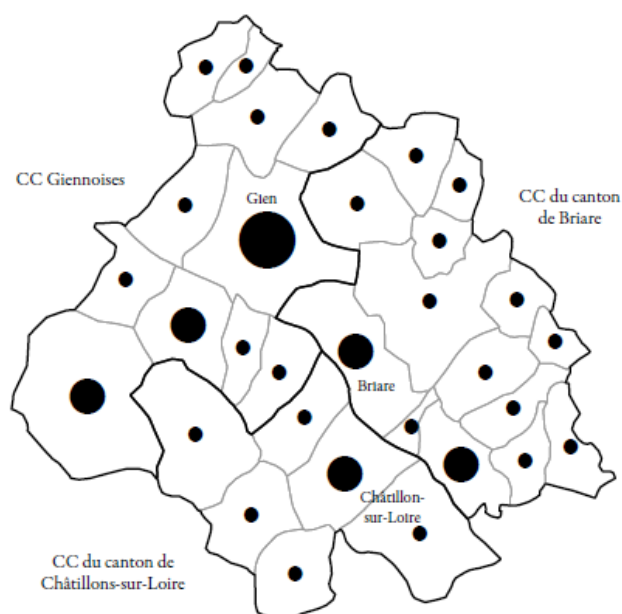 CC Giennoises
Gien
CC du canton
de Briare
Briare
Châtillon-
sur-Loire
CC du canton de
Châtillons-sur-Loire